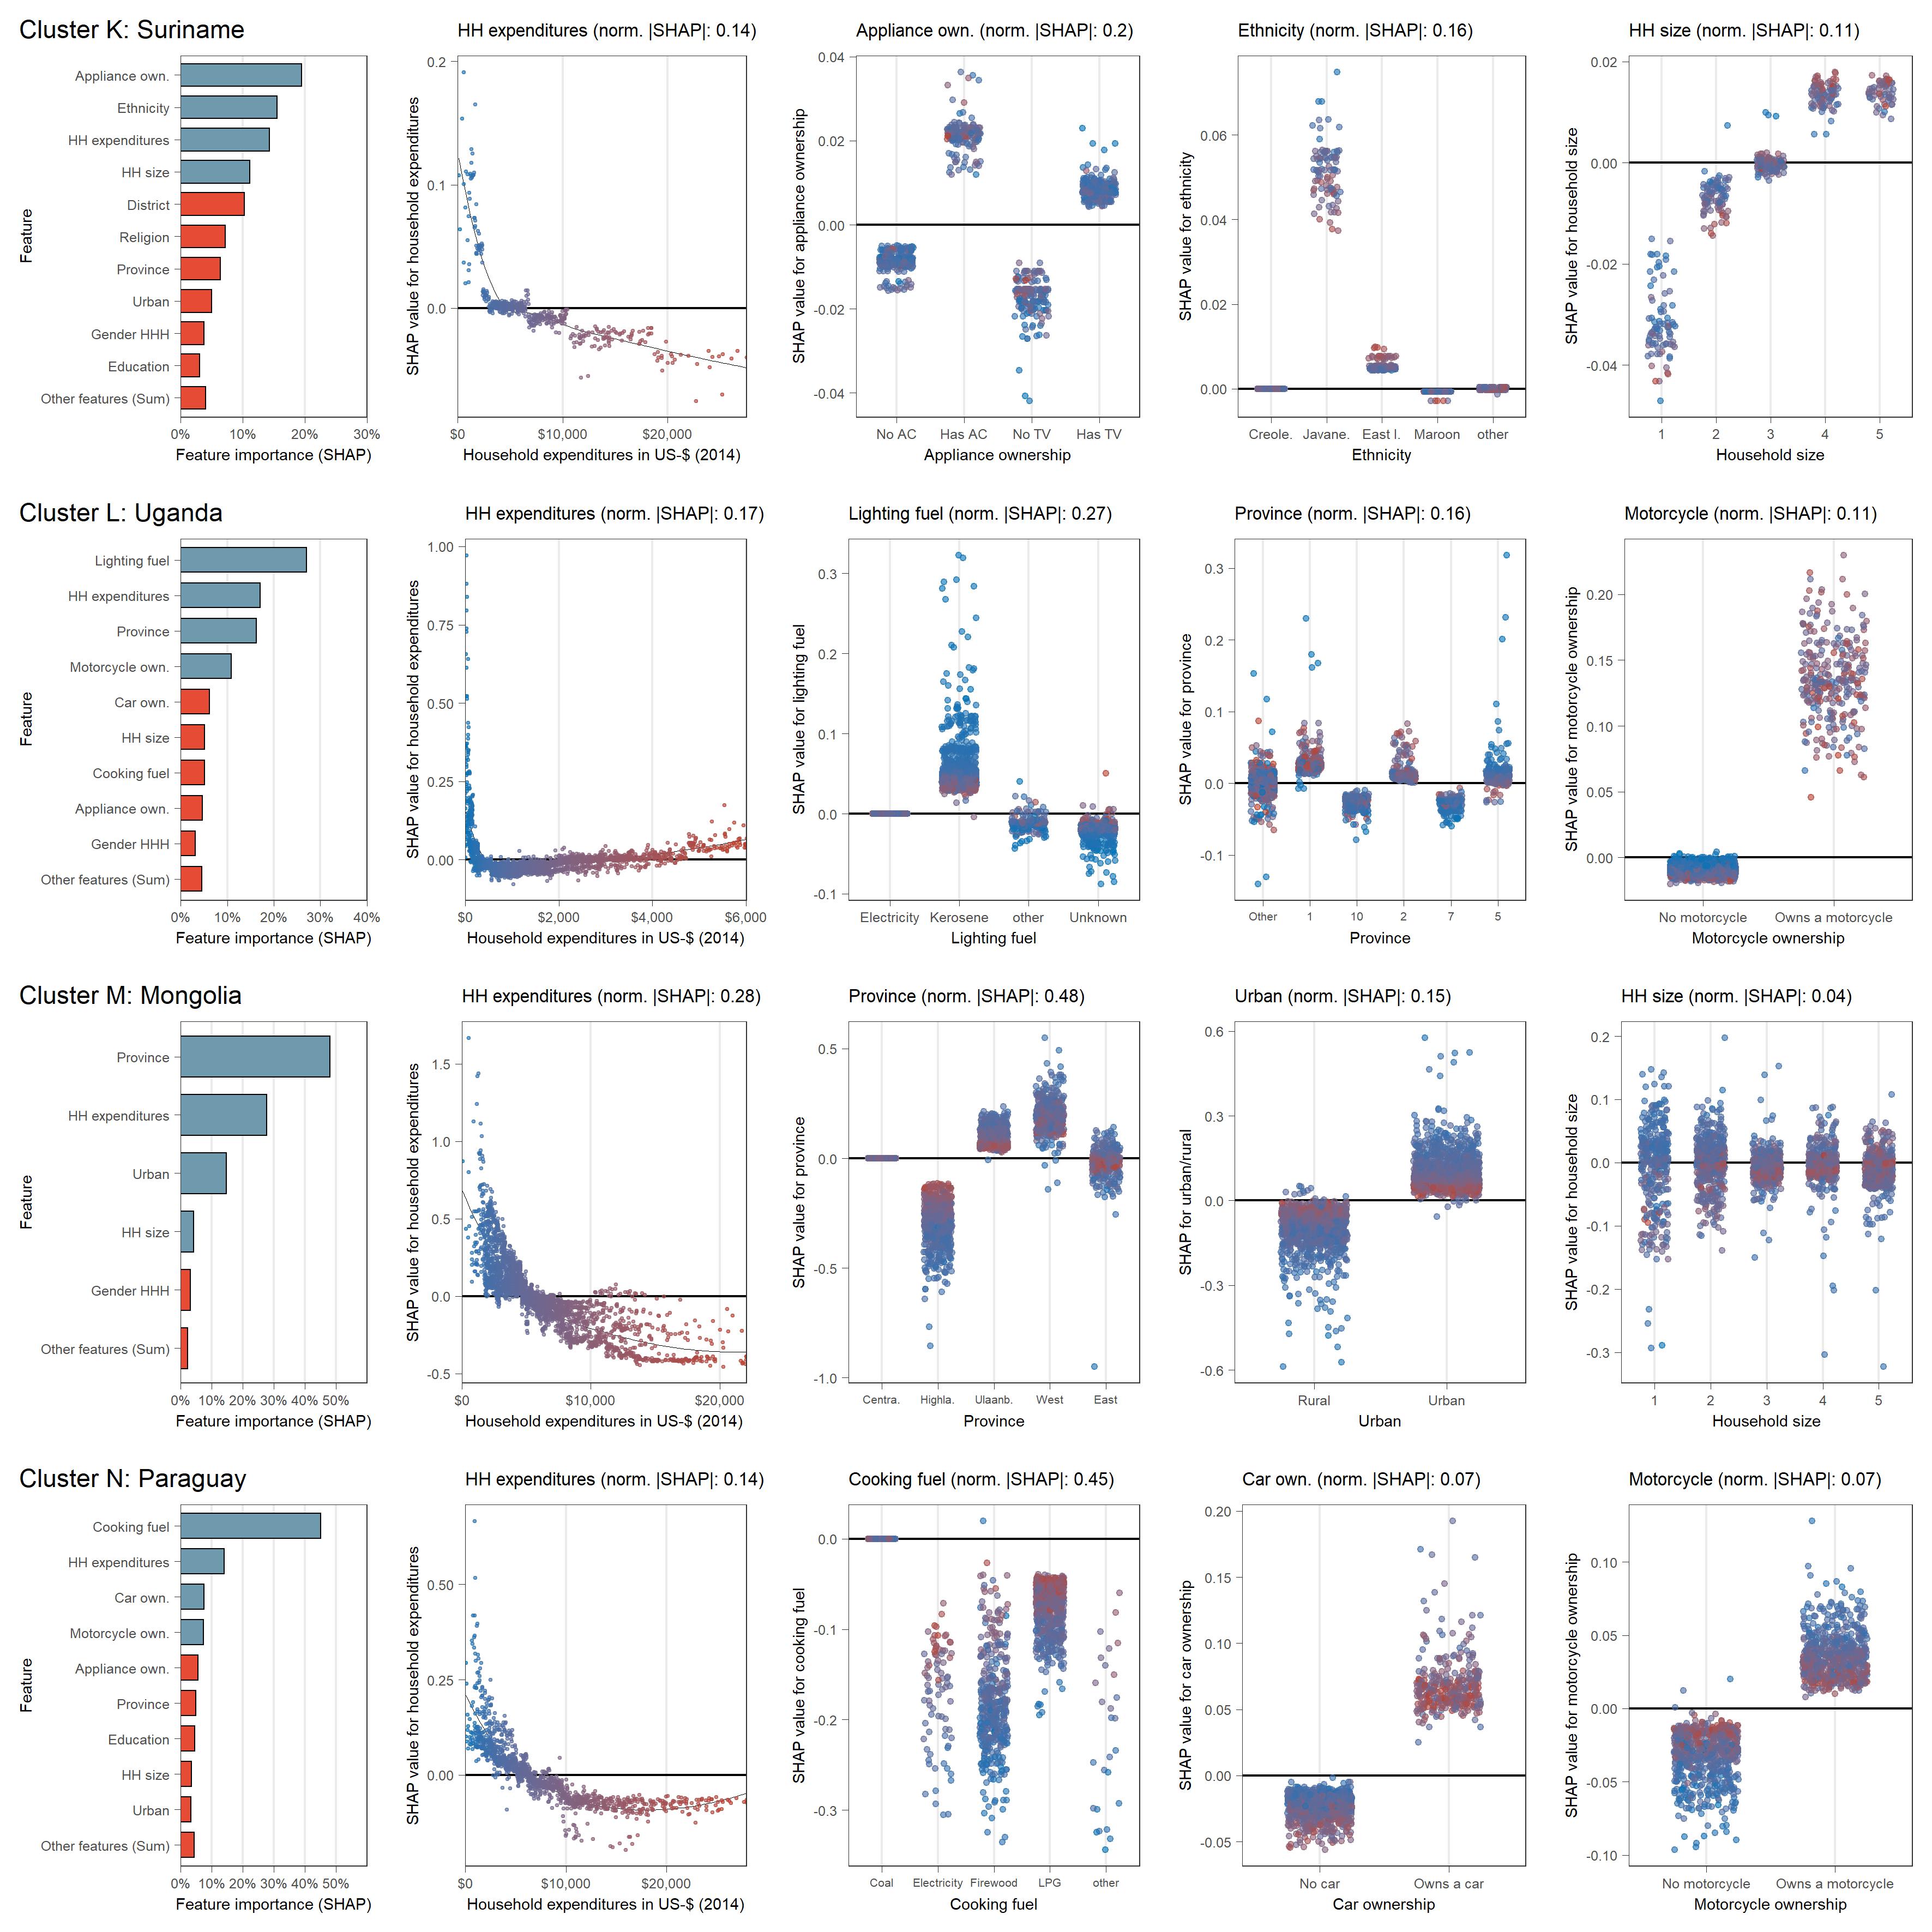 Cluster K: Suriname
Feature
Appliance own.
Ethnicity
HH expenditures
HH size
District
Religion
Province
Urban
Gender HHH
Education
Other features (Sum)
0% 10% 20% 30%
Feature importance (SHAP)
HH expenditures (norm. |SHAP|: 0.14)
SHAP value for household expenditures
0.2
0.1
0.0
$0 $10,000 $20,000
Household expenditures in US-$ (2014)
Appliance own. (norm. |SHAP|: 0.2)
SHAP value for appliance ownership
0.04
0.02
0.00
-0.02
-0.04
No AC Has AC No TV Has TV
Appliance ownership
Ethnicity (norm. |SHAP|: 0.16)
SHAP value for ethnicity
0.06
0.04
0.02
0.00
Creole. Javane. East I. Maroon other
Ethnicity
HH size (norm. |SHAP|: 0.11)
SHAP value for household size
0.02
0.00
-0.02
-0.04
1 2 3 4 5
Household size
Cluster L: Uganda
Feature
Lighting fuel
HH expenditures
Province
Motorcycle own.
Car own.
HH size
Cooking fuel
Appliance own.
Gender HHH
Other features (Sum)
0% 10% 20% 30% 40%
Feature importance (SHAP)
HH expenditures (norm. |SHAP|: 0.17)
SHAP value for household expenditures
1.00
0.75
0.50
0.25
0.00
$0 $2,000 $4,000 $6,000
Household expenditures in US-$ (2014)
Lighting fuel (norm. |SHAP|: 0.27)
SHAP value for lighting fuel
0.3
0.2
0.1
0.0
-0.1
Electricity Kerosene other Unknown
Lighting fuel
Province (norm. |SHAP|: 0.16)
SHAP value for province
0.3
0.2
0.1
0.0
-0.1
Other 1 10 2 7 5
Province
Motorcycle (norm. |SHAP|: 0.11)
SHAP value for motorcycle ownership
0.20
0.15
0.10
0.05
0.00
No motorcycle Owns a motorcycle
Motorcycle ownership
Cluster M: Mongolia
Feature
Province
HH expenditures
Urban
HH size
Gender HHH
Other features (Sum)
0% 10% 20% 30% 40% 50%
Feature importance (SHAP)
HH expenditures (norm. |SHAP|: 0.28)
SHAP value for household expenditures
1.5
1.0
0.5
0.0
-0.5
$0 $10,000 $20,000
Household expenditures in US-$ (2014)
Province (norm. |SHAP|: 0.48)
SHAP value for province
0.5
0.0
-0.5
-1.0
Centra. Highla. Ulaanb. West East
Province
Urban (norm. |SHAP|: 0.15)
SHAP for urban/rural
0.6
0.3
0.0
-0.3
-0.6
Rural Urban
Urban
HH size (norm. |SHAP|: 0.04)
SHAP value for household size
0.2
0.1
0.0
-0.1
-0.2
-0.3
1 2 3 4 5
Household size
Cluster N: Paraguay
Feature
Cooking fuel
HH expenditures
Car own.
Motorcycle own.
Appliance own.
Province
Education
HH size
Urban
Other features (Sum)
0% 10% 20% 30% 40% 50%
Feature importance (SHAP)
HH expenditures (norm. |SHAP|: 0.14)
SHAP value for household expenditures
0.50
0.25
0.00
$0 $10,000 $20,000
Household expenditures in US-$ (2014)
Cooking fuel (norm. |SHAP|: 0.45)
SHAP value for cooking fuel
0.0
-0.1
-0.2
-0.3
Coal Electricity Firewood LPG other
Cooking fuel
Car own. (norm. |SHAP|: 0.07)
SHAP value for car ownership
0.20
0.15
0.10
0.05
0.00
-0.05
No car Owns a car
Car ownership
Motorcycle (norm. |SHAP|: 0.07)
SHAP value for motorcycle ownership
0.10
0.05
0.00
-0.05
-0.10
No motorcycle Owns a motorcycle
Motorcycle ownership